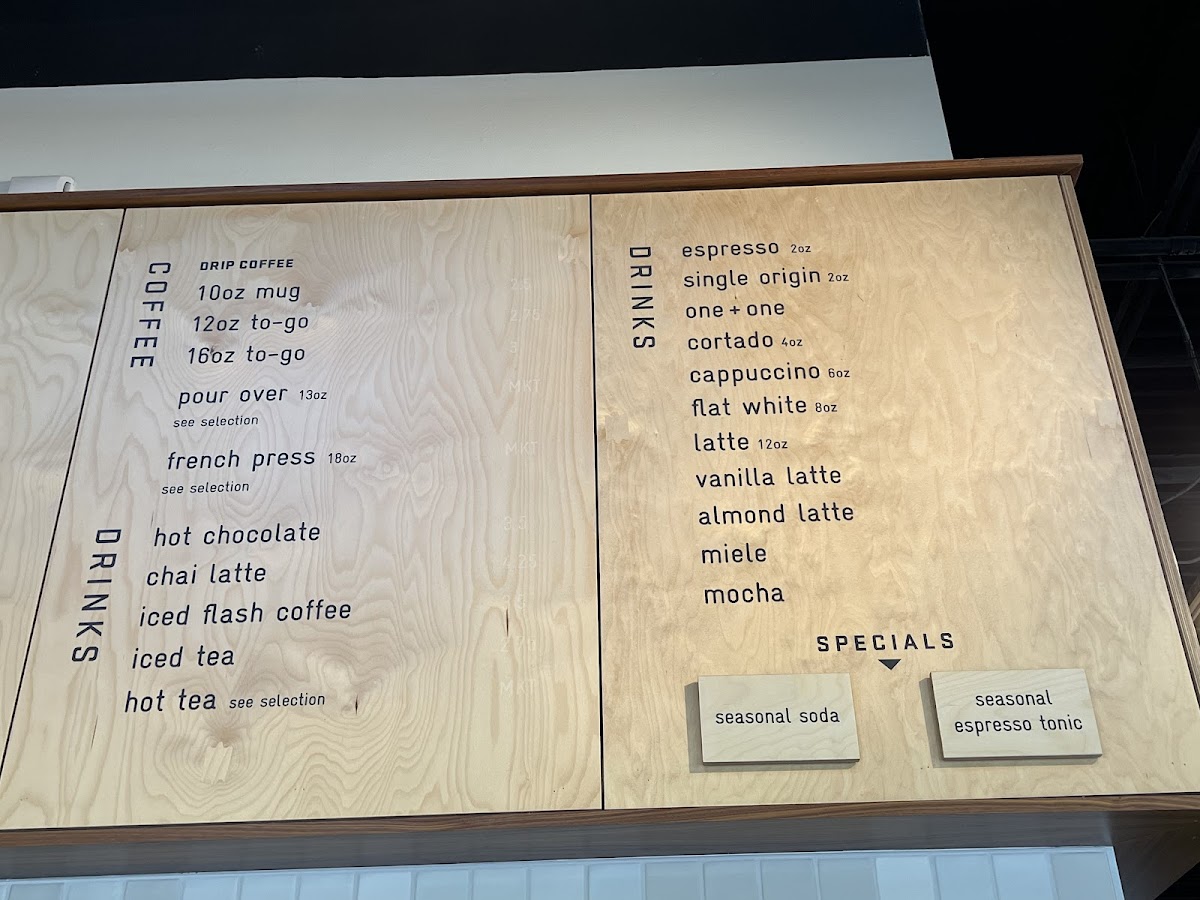 COFFEE
DRIP COFFEE
10oz mug
12oz to-go
16oz to-go
pour over 13oz
see selection
MKT
french press 18oz
see selection
MKT
DRINKS
hot chocolate
chai latte
iced flash coffee
iced tea
hot tea see selection
MKT
DRINKS
espresso 2oz
single origin 2oz
one + one
cortado 4oz
cappuccino 6oz
flat white 8oz
latte 12oz
vanilla latte
almond latte
miele
mocha
SPECIALS
seasonal soda
seasonal
espresso tonic